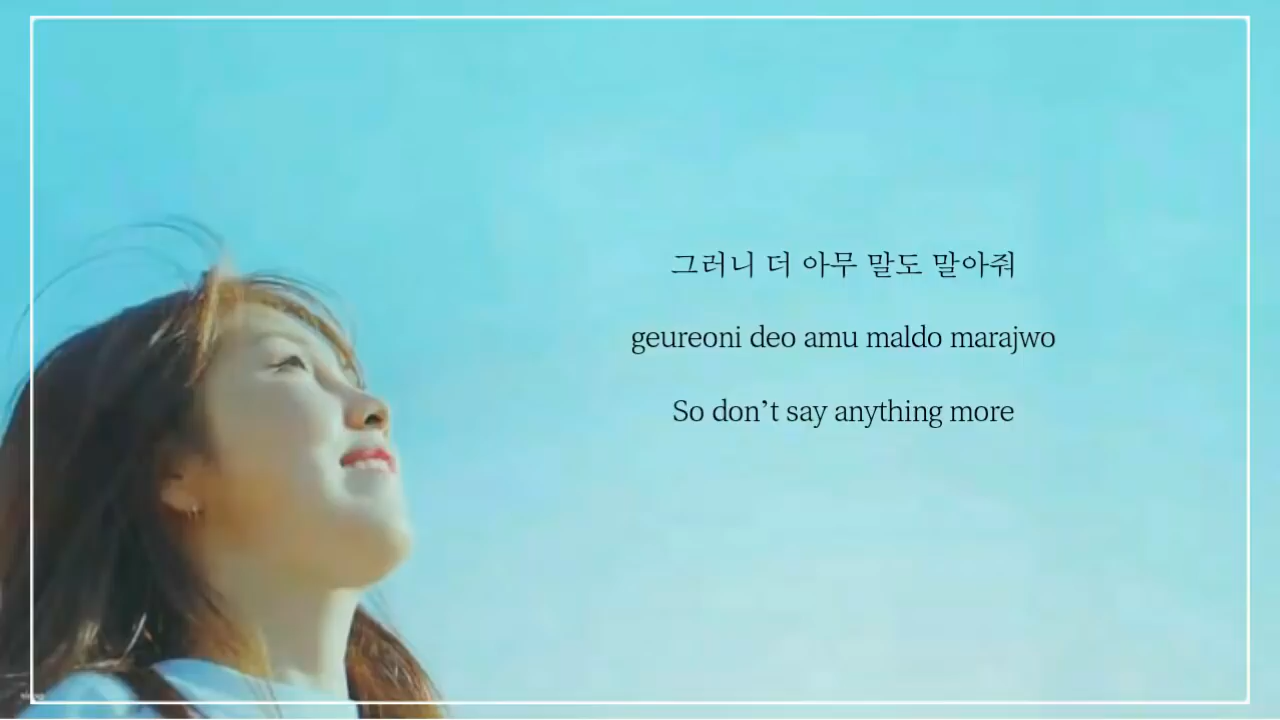 그러니 더 아무 말도 말아줘
geureoni deo amu maldo marajwo
So don’t say anything more